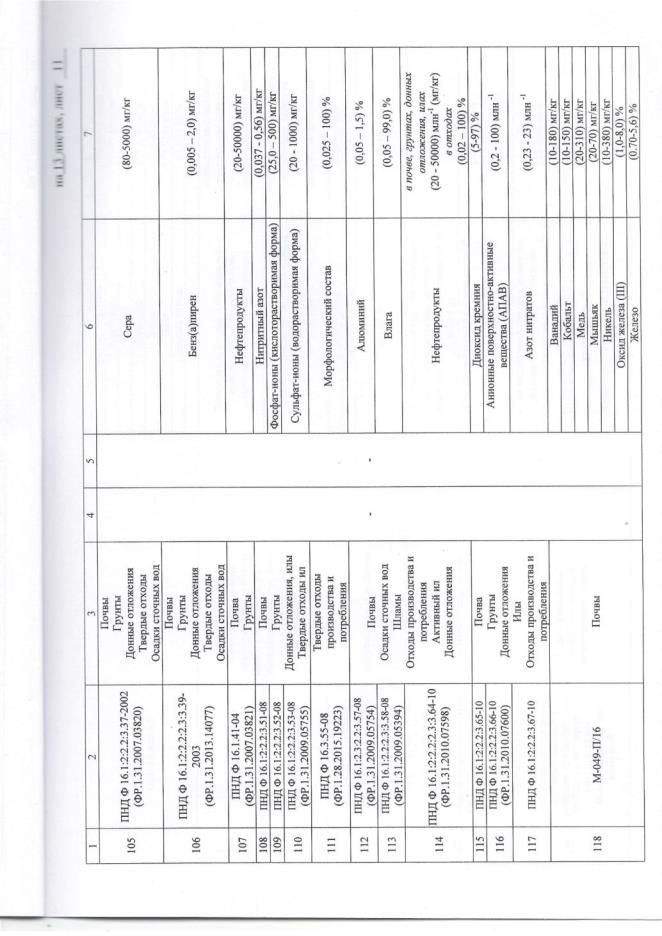 на 13 листах, лист 11
1 2 3 4 5 6 7
105
ПНД Ф 16.1:2:2.2:3.37-2002
(ФР.1.31.2007.03820)
Почвы
Грунты
Донные отложения
Твердые отходы
Осадки сточных вод
Сера
(80-5000) мг/кг
106
ПНД Ф 16.1:2:2.2:2.3:3.39-
2003
(ФР.1.31.2013.14077)
Почвы
Грунты
Донные отложения
Твердые отходы
Осадки сточных вод
Бенз(а)пирен
(0,005 – 2,0) мг/кг
107
ПНД Ф 16.1.41-04
(ФР.1.31.2007.03821)
Почва
Грунты
Нефтепродукты
(20-50000) мг/кг
108
ПНД Ф 16.1:2:2.2:3.51-08
Почвы
Грунты
Донные отложения, илы
Твердые отходы ил
Нитритный азот
(0,037 - 0,56) мг/кг
109
ПНД Ф 16.1:2:2.2:3.52-08
Фосфат-ионы (кислоторастворимая форма)
(25,0 – 500) мг/кг
110
ПНД Ф 16.1:2:2.2:3.53-08
(ФР.1.31.2009.05755)
Сульфат-ионы (водорастворимая форма)
(20 - 1000) мг/кг
111
ПНД Ф 16.3.55-08
(ФР.1.28.2015.19223)
Твердые отходы
производства и
потребления
Морфологический состав
(0,025 – 100) %
112
ПНД Ф 16.1:2.3:2.2:3.57-08
(ФР.1.31.2009.05754)
Почвы
Осадки сточных вод
Шламы
Отходы производства и
потребления
Активный ил
Донные отложения
-
-
Алюминий
(0,05 – 1,5) %
113
ПНД Ф 16.1:2:2.2:2.3:3.58-08
(ФР.1.31.2009.05394)
Влага
(0,05 – 99,0) %
114
ПНД Ф 16.1:2:2.2:2.3:3.64-10
(ФР.1.31.2010.07598)
Нефтепродукты
в почве, грунтах, донных
отложения, илах
(20 - 50000) млн⁻¹ (мг/кг)
в отходах
(0,02 – 100) %
115
ПНД Ф 16.1:2:2.2:3.65-10
Почва
Грунты
Донные отложения
Илы
Отходы производства и
потребления
Диоксид кремния
(5-97) %
116
ПНД Ф 16.1:2:2.2:3.66-10
(ФР.1.31.2010.07600)
Анионные поверхностно-активные
вещества (АПАВ)
(0,2 - 100) млн ⁻¹
117
ПНД Ф 16.1:2:2.2:3.67-10
Азот нитратов
(0,23 - 23) млн ⁻¹
118
М-049-П/16
Почвы
Ванадий
(10-180) мг/кг
Кобальт
(10-150) мг/кг
Медь
(20-310) мг/кг
Мышьяк
(20-70) мг/кг
Никель
(10-380) мг/кг
Оксид железа (III)
(1,0-8,0) %
Железо
(0,70-5,6) %